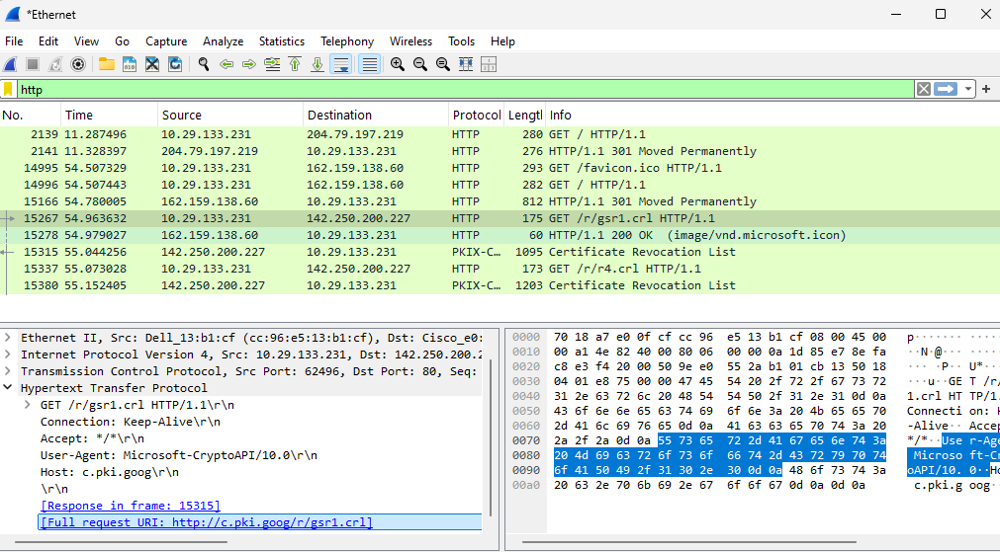 *Ethernet
File Edit View Go Capture Analyze Statistics Telephony Wireless Tools Help
http
No. Time Source Destination Protocol Length Info
2139 11.287496 10.29.133.231 204.79.197.219 HTTP 280 GET / HTTP/1.1
2141 11.328397 204.79.197.219 10.29.133.231 HTTP 276 HTTP/1.1 301 Moved Permanently
14995 54.507329 10.29.133.231 162.159.138.60 HTTP 293 GET /favicon.ico HTTP/1.1
14996 54.507443 10.29.133.231 162.159.138.60 HTTP 282 GET / HTTP/1.1
15166 54.780005 162.159.138.60 10.29.133.231 HTTP 812 HTTP/1.1 301 Moved Permanently
15267 54.963632 10.29.133.231 142.250.200.227 HTTP 175 GET /r/gsr1.crl HTTP/1.1
15278 54.979027 162.159.138.60 10.29.133.231 HTTP 60 HTTP/1.1 200 OK (image/vnd.microsoft.icon)
15315 55.044256 142.250.200.227 10.29.133.231 PKIX-C… 1095 Certificate Revocation List
15337 55.073028 10.29.133.231 142.250.200.227 HTTP 173 GET /r/r4.crl HTTP/1.1
15380 55.152405 142.250.200.227 10.29.133.231 PKIX-C… 1203 Certificate Revocation List
Ethernet II, Src: Dell_13:b1:cf (cc:96:e5:13:b1:cf), Dst: Cisco_e0:
Internet Protocol Version 4, Src: 10.29.133.231, Dst: 142.250.200.2
Transmission Control Protocol, Src Port: 62496, Dst Port: 80, Seq:
Hypertext Transfer Protocol
GET /r/gsr1.crl HTTP/1.1\r\n
Connection: Keep-Alive\r\n
Accept: */*\r\n
User-Agent: Microsoft-CryptoAPI/10.0\r\n
Host: c.pki.goog\r\n
\r\n
[Response in frame: 15315]
[Full request URI: http://c.pki.goog/r/gsr1.crl]
0000 70 18 a7 e0 0f cf cc 96 e5 13 b1 cf 08 00 45 00 p······· ········
0010 00 a1 4e 82 40 00 80 06 00 00 0a 1d 85 e7 8e fa ··N·@··· ········
0020 c8 e3 f4 20 00 50 9e e0 55 2a b1 01 cb 13 50 18 ··· ·P·· U*····
0030 04 01 e8 75 00 00 47 45 54 20 2f 72 2f 67 73 72 ···u··GE T /r/
0040 31 2e 63 72 6c 20 48 54 54 50 2f 31 2e 31 0d 0a 1.crl HT TP/1.
0050 43 6f 6e 6e 65 63 74 69 6f 6e 3a 20 4b 65 65 70 Connecti on: K
0060 2d 41 6c 69 76 65 0d 0a 41 63 63 65 70 74 3a 20 -Alive·· Accep
0070 2a 2f 2a 0d 0a 55 73 65 72 2d 41 67 65 6e 74 3a */*··Use r-Age
0080 20 4d 69 63 72 6f 73 6f 66 74 2d 43 72 79 70 74 Microso ft-Cr
0090 6f 41 50 49 2f 31 30 2e 30 0d 0a 48 6f 73 74 3a oAPI/10. 0··Ho
00a0 20 63 2e 70 6b 69 2e 67 6f 6f 67 0d 0a 0d 0a c.pki.g oog····